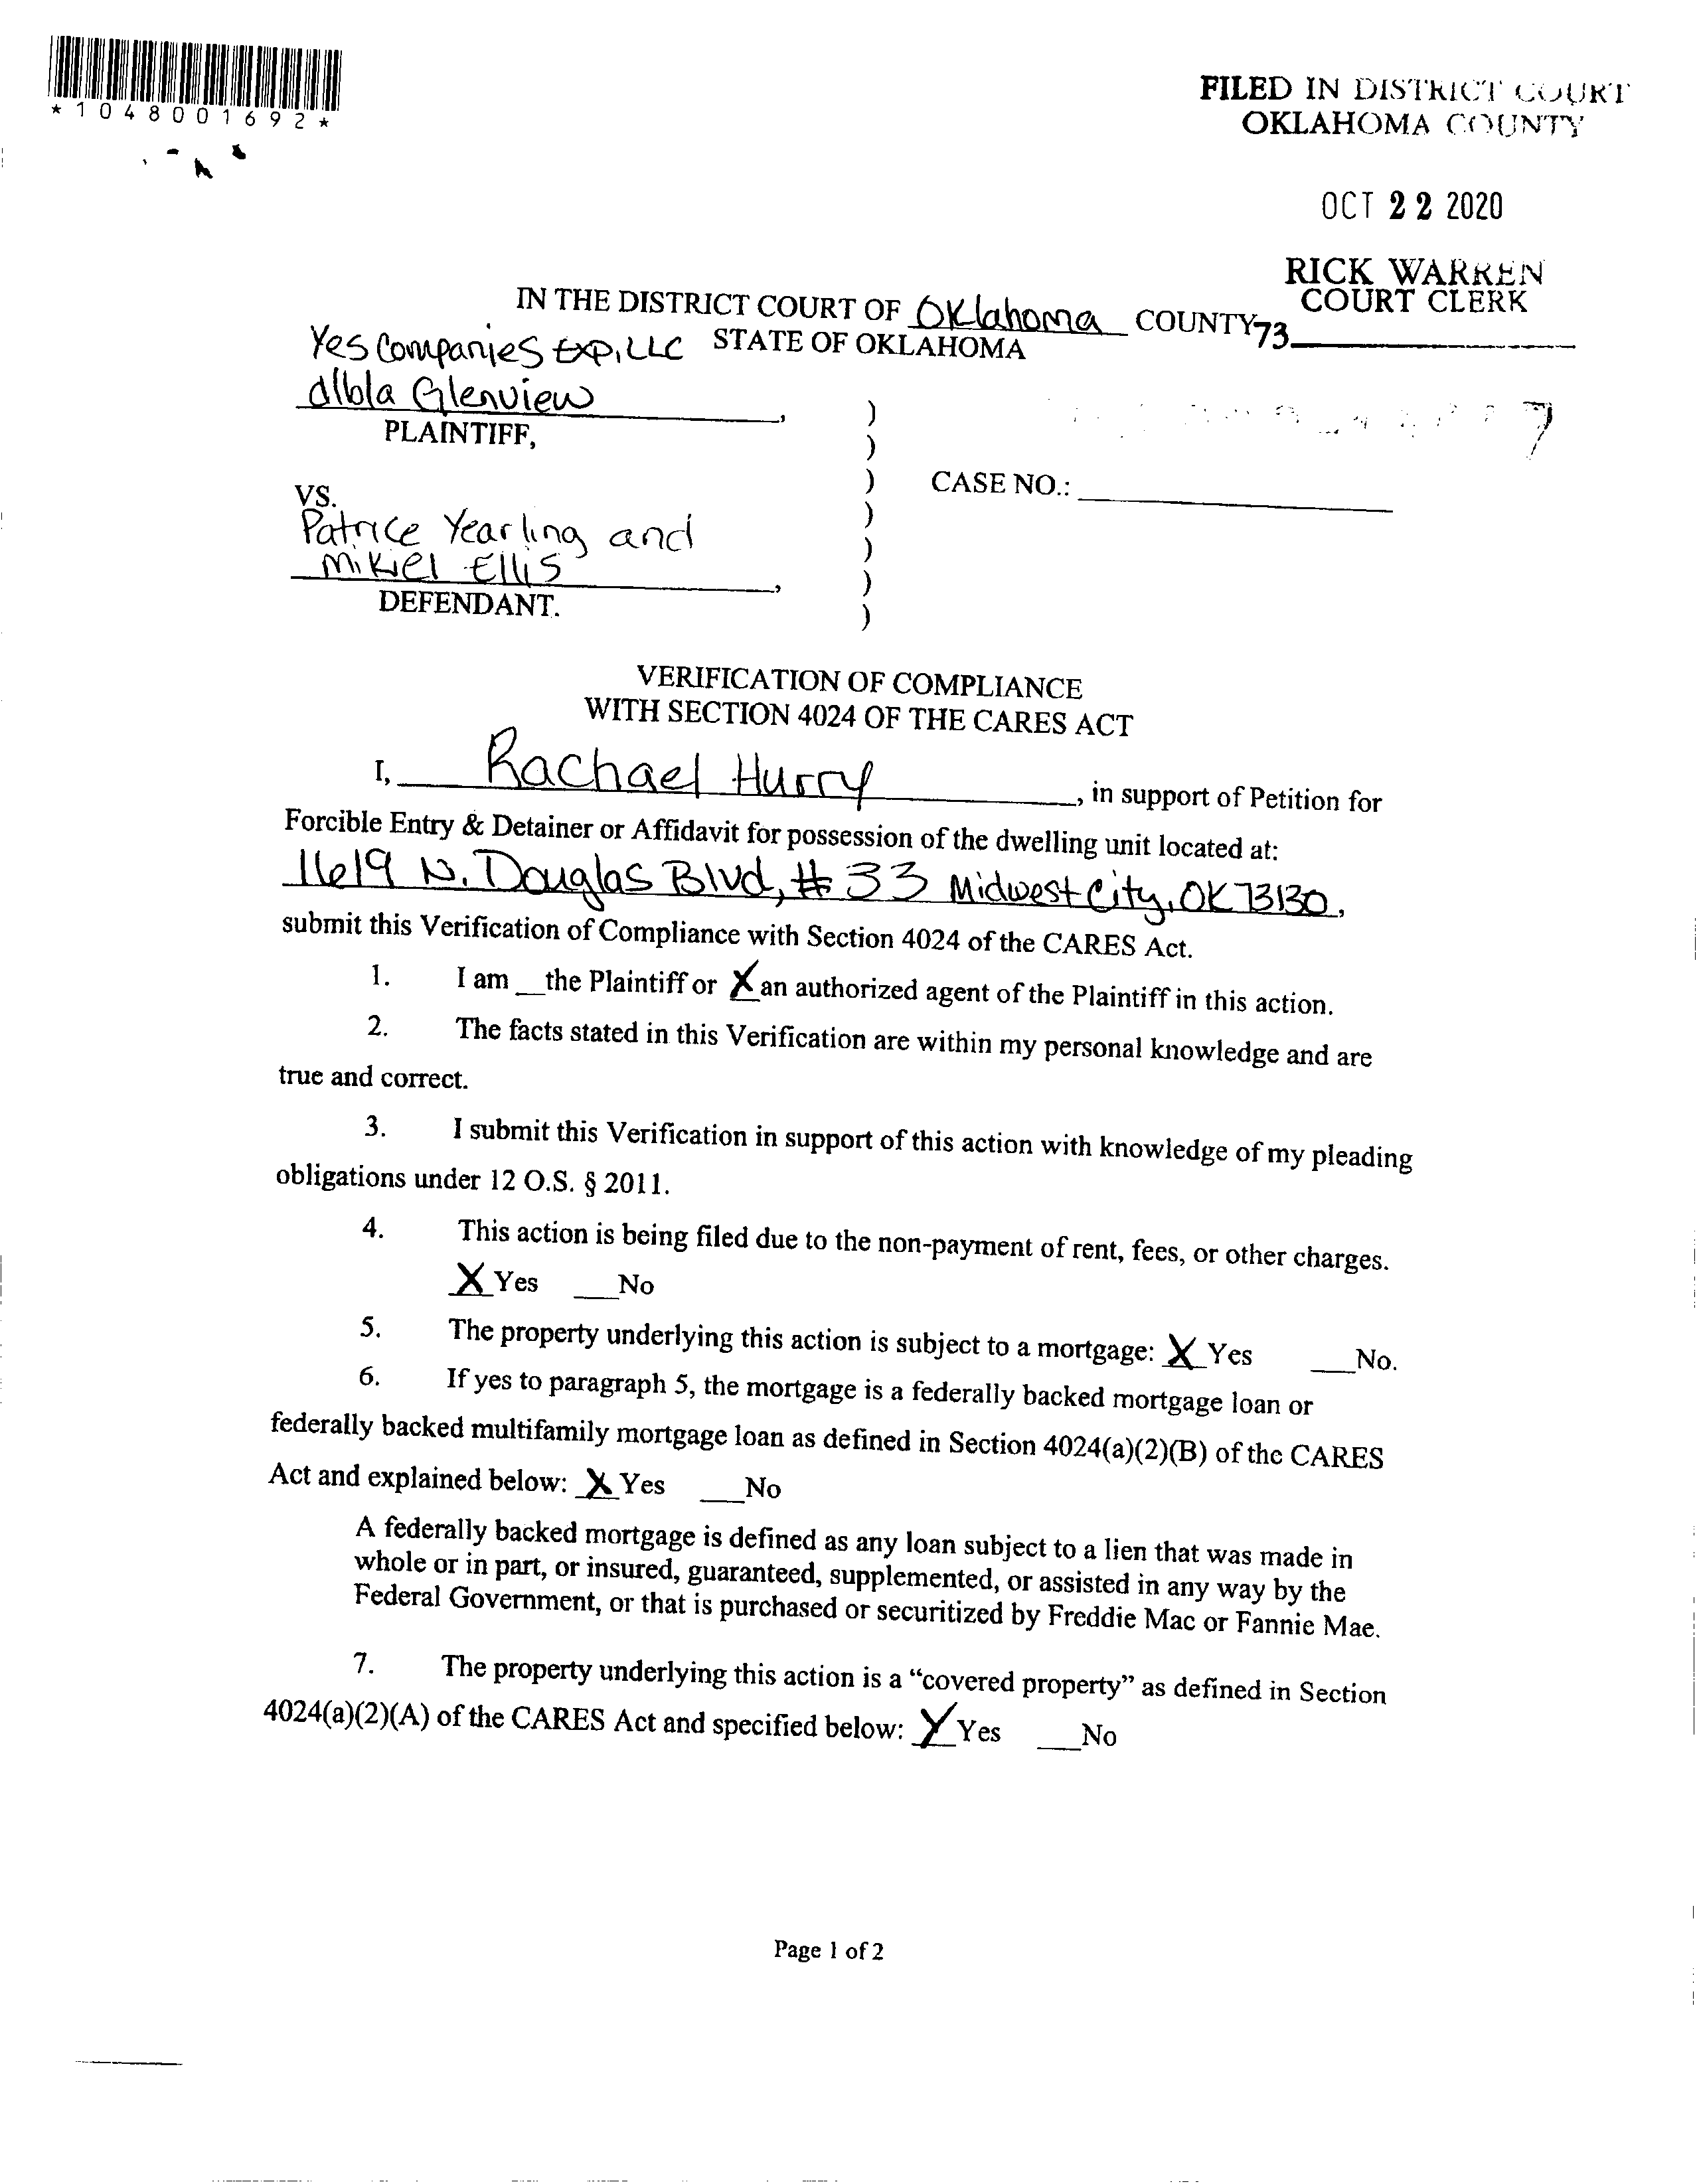 *1048001692*
FILED IN DISTRICT COURT
OKLAHOMA COUNTY
OCT 22 2020
RICK WARREN
COURT CLERK
73
IN THE DISTRICT COURT OF Oklahoma COUNTY
STATE OF OKLAHOMA
Yes Companies EXP, LLC
d/b/a Glenview ,
PLAINTIFF,
)
)
)
)
)
)
)
VS.
CASE NO.:
Patrice Yearling and
Mikiel Ellis ,
DEFENDANT.
VERIFICATION OF COMPLIANCE
WITH SECTION 4024 OF THE CARES ACT
I, Rachael Hurry , in support of Petition for
Forcible Entry & Detainer or Affidavit for possession of the dwelling unit located at:
1619 N. Douglas Blvd, # 33 Midwest City, OK 73130,
submit this Verification of Compliance with Section 4024 of the CARES Act.
1. I am __the Plaintiff or X an authorized agent of the Plaintiff in this action.
2. The facts stated in this Verification are within my personal knowledge and are
true and correct.
3. I submit this Verification in support of this action with knowledge of my pleading
obligations under 12 O.S. § 2011.
4. This action is being filed due to the non-payment of rent, fees, or other charges.
X Yes ___No
5. The property underlying this action is subject to a mortgage: X Yes ___No.
6. If yes to paragraph 5, the mortgage is a federally backed mortgage loan or
federally backed multifamily mortgage loan as defined in Section 4024(a)(2)(B) of the CARES
Act and explained below: X Yes ___No
A federally backed mortgage is defined as any loan subject to a lien that was made in
whole or in part, or insured, guaranteed, supplemented, or assisted in any way by the
Federal Government, or that is purchased or securitized by Freddie Mac or Fannie Mae.
7. The property underlying this action is a “covered property” as defined in Section
4024(a)(2)(A) of the CARES Act and specified below: X Yes ___No
Page 1 of 2